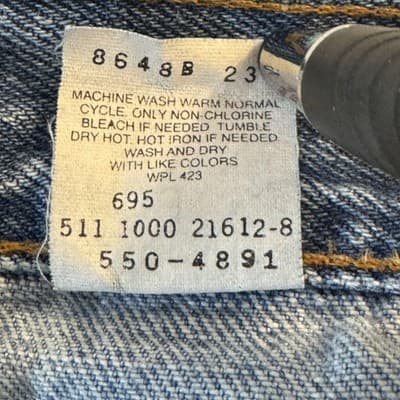 8648B 23
MACHINE WASH WARM NORMAL
CYCLE. ONLY NON-CHLORINE
BLEACH IF NEEDED TUMBLE
DRY HOT. HOT IRON IF NEEDED
WASH AND DRY
WITH LIKE COLORS
WPL 423
695
511 1000 21612-8
550-4891